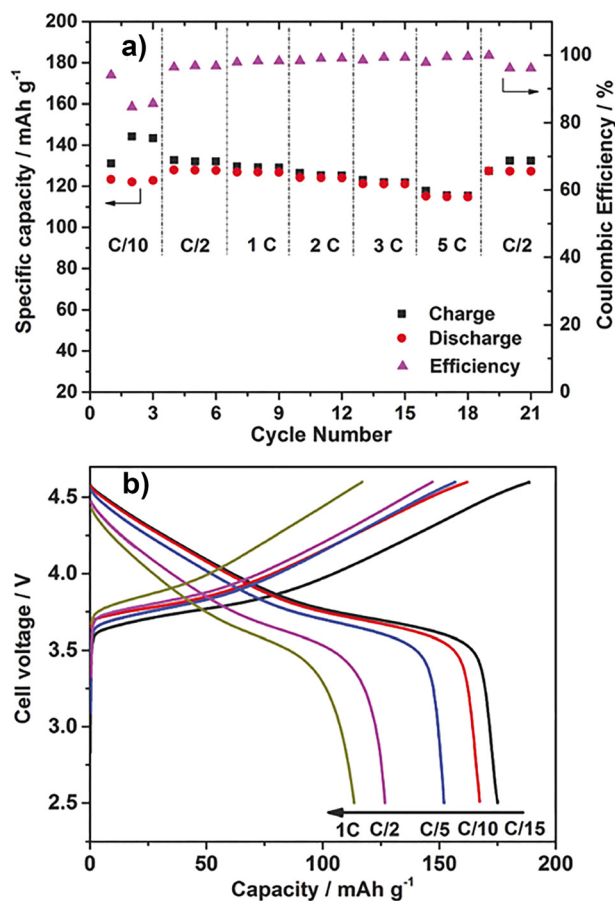 a)
200
180
160
140
120
100
80
60
40
20
Specific capacity / mAh g⁻¹
100
80
60
40
20
0
Coulombic Efficiency / %
C/10 C/2 1 C 2 C 3 C 5 C C/2
Charge
Discharge
Efficiency
0 3 6 9 12 15 18 21
Cycle Number
b)
4.5
4.0
3.5
3.0
2.5
Cell voltage / V
1C C/2 C/5 C/10 C/15
0 50 100 150 200
Capacity / mAh g⁻¹